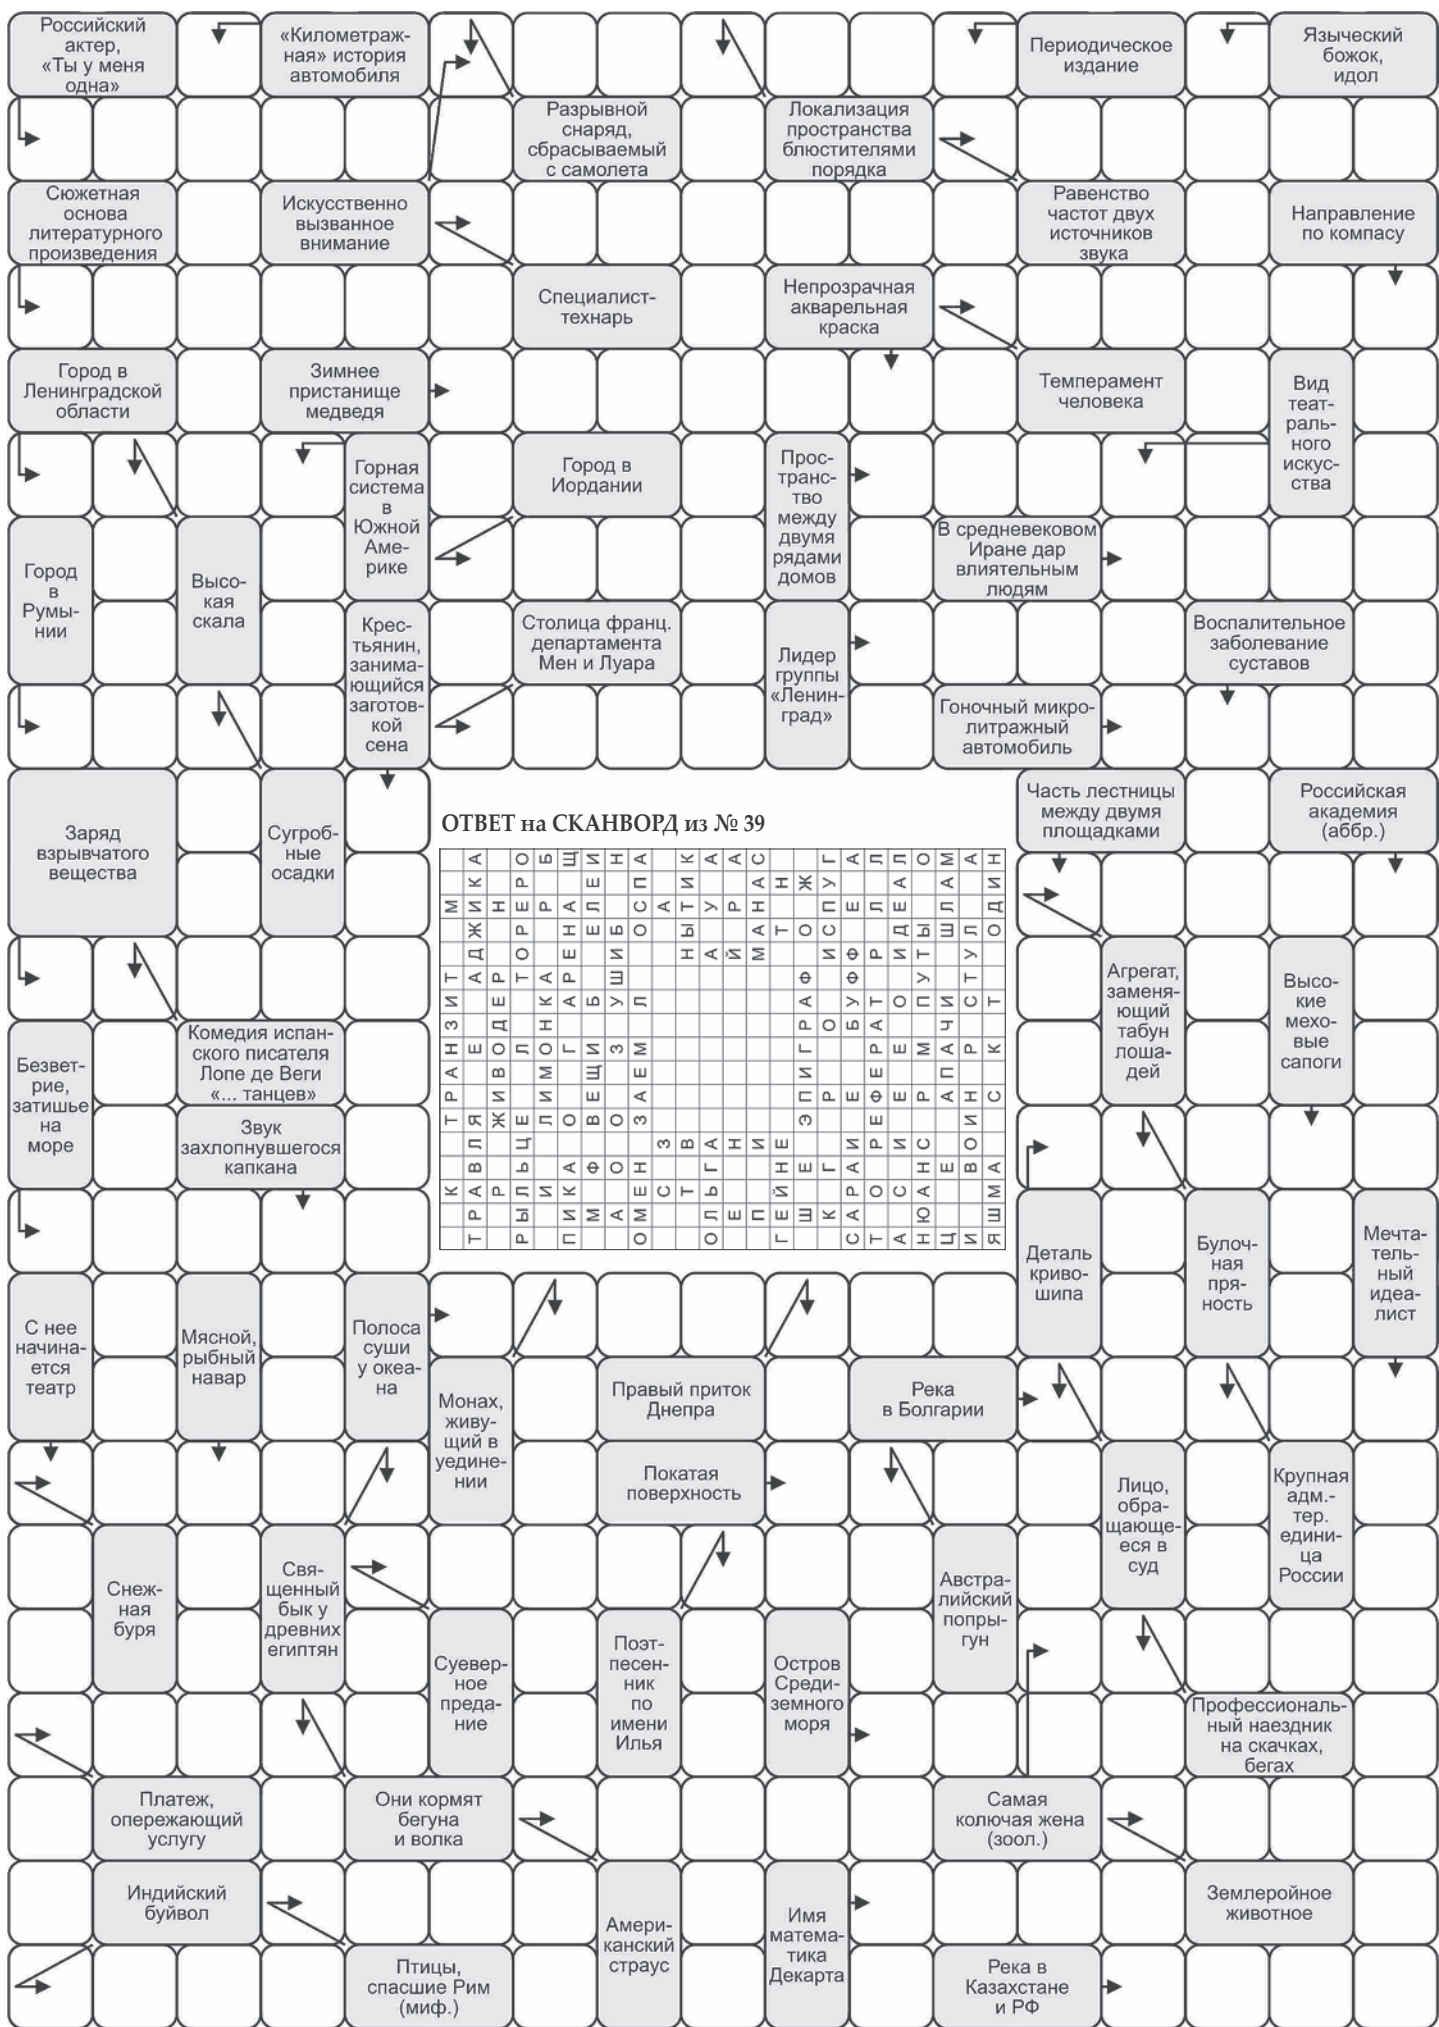 Российский
актер,
«Ты у меня
одна»
«Километраж-
ная» история
автомобиля
Периодическое
издание
Языческий
божок,
идол
Разрывной
снаряд,
сбрасываемый
с самолета
Локализация
пространства
блюстителями
порядка
Сюжетная
основа
литературного
произведения
Искусственно
вызванное
внимание
Равенство
частот двух
источников
звука
Направление
по компасу
Специалист-
технарь
Непрозрачная
акварельная
краска
Город в
Ленинградской
области
Зимнее
пристанище
медведя
Темперамент
человека
Вид
теат-
раль-
ного
искус-
ства
Горная
система
в
Южной
Аме-
рике
Город в
Иордании
Прос-
транс-
тво
между
двумя
рядами
домов
Город
в
Румы-
нии
Высо-
кая
скала
В средневековом
Иране дар
влиятельным
людям
Крес-
тьянин,
занима-
ющийся
заготов-
кой
сена
Столица франц.
департамента
Мен и Луара
Лидер
группы
«Ленин-
град»
Воспалительное
заболевание
суставов
Гоночный микро-
литражный
автомобиль
Заряд
взрывчатого
вещества
Сугроб-
ные
осадки
ОТВЕТ на СКАНВОРД из № 39
Часть лестницы
между двумя
площадками
Российская
академия
(аббр.)
Агрегат,
заменя-
ющий
табун
лоша-
дей
Высо-
кие
мехо-
вые
сапоги
Безвет-
рие,
затишье
на
море
Комедия испан-
ского писателя
Лопе де Веги
«... танцев»
Звук
захлопнувшегося
капкана
Деталь
криво-
шипа
Булоч-
ная
пря-
ность
Мечта-
тель-
ный
идеа-
лист
С нее
начина-
ется
театр
Мясной,
рыбный
навар
Полоса
суши
у океа-
на
Монах,
живу-
щий в
уедине-
нии
Правый приток
Днепра
Река
в Болгарии
Покатая
поверхность
Лицо,
обра-
щающе-
еся в
суд
Крупная
адм.-
тер.
едини-
ца
России
Снеж-
ная
буря
Свя-
щенный
бык у
древних
египтян
Австра-
лийский
попры-
гун
Суевер-
ное
преда-
ние
Поэт-
песен-
ник
по
имени
Илья
Остров
Среди-
земного
моря
Профессиональ-
ный наездник
на скачках,
бегах
Платеж,
опережающий
услугу
Они кормят
бегуна
и волка
Самая
колючая жена
(зоол.)
Индийский
буйвол
Амери-
канский
страус
Имя
матема-
тика
Декарта
Землеройное
животное
Птицы,
спасшие Рим
(миф.)
Река в
Казахстане
и РФ